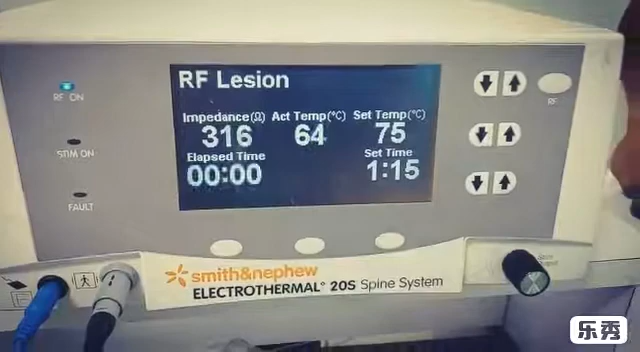 RF Lesion
Impedance(Ω) Act Temp(°C) Set Temp(°C)
316 64 75
Elapsed Time Set Time
00:00 1:15
RF ON
STIM ON
FAULT
RF
smith&nephew
ELECTROTHERMAL® 20S Spine System
乐秀